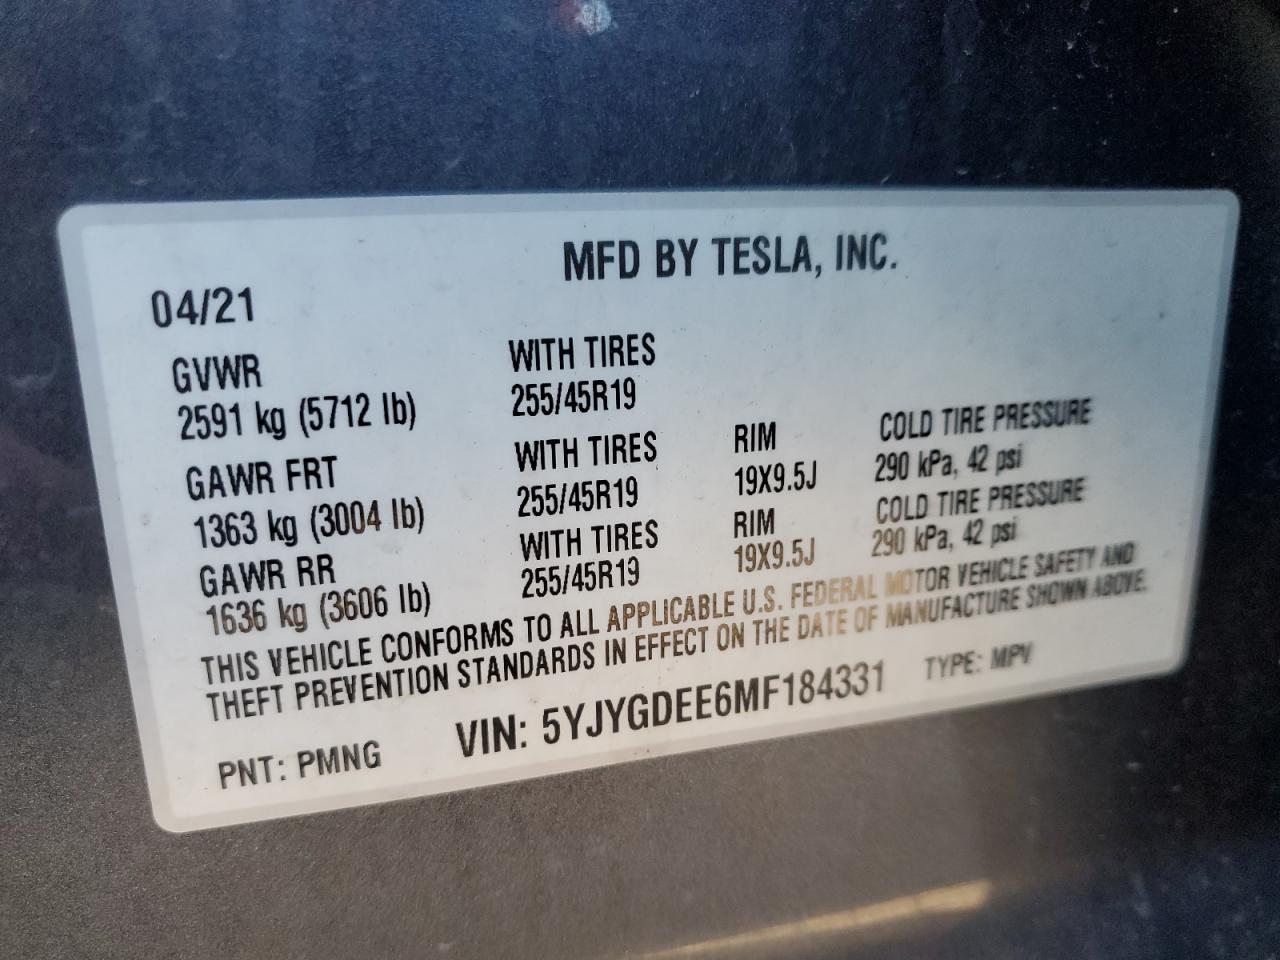 MFD BY TESLA, INC.
04/21
GVWR
2591 kg (5712 lb)
WITH TIRES
255/45R19
GAWR FRT
1363 kg (3004 lb)
WITH TIRES
255/45R19
RIM
19X9.5J
COLD TIRE PRESSURE
290 kPa, 42 psi
GAWR RR
1636 kg (3606 lb)
WITH TIRES
255/45R19
RIM
19X9.5J
COLD TIRE PRESSURE
290 kPa, 42 psi
THIS VEHICLE CONFORMS TO ALL APPLICABLE U.S. FEDERAL MOTOR VEHICLE SAFETY AND
THEFT PREVENTION STANDARDS IN EFFECT ON THE DATE OF MANUFACTURE SHOWN ABOVE.
PNT: PMNG
VIN: 5YJYGDEE6MF184331
TYPE: MPV